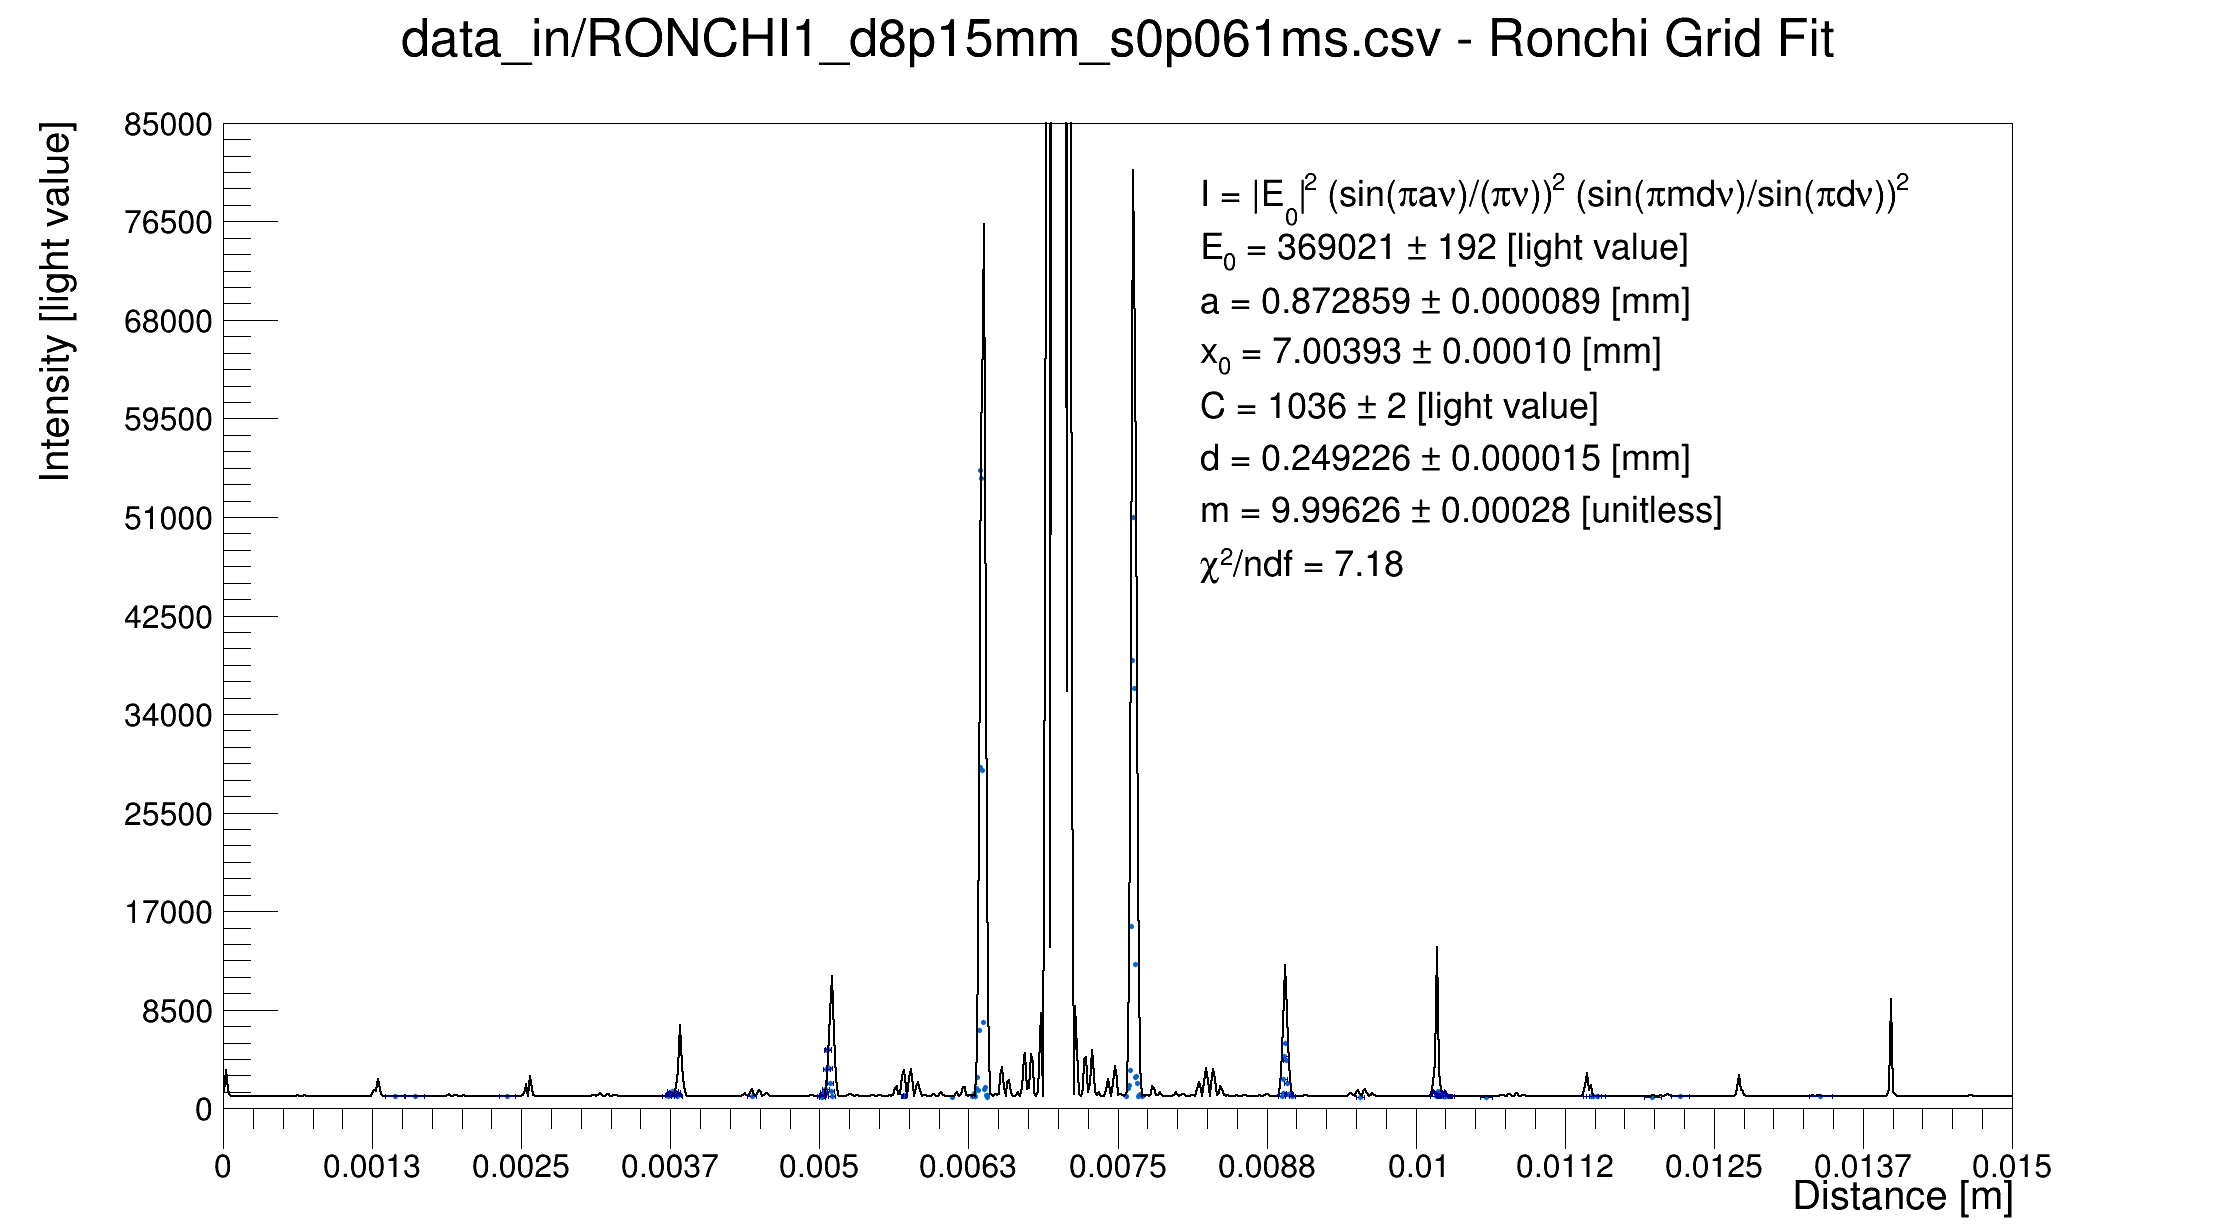 data_in/RONCHI1_d8p15mm_s0p061ms.csv - Ronchi Grid Fit
Intensity [light value]
85000
76500
68000
59500
51000
42500
34000
25500
17000
8500
0
I = |E₀|² (sin(πaν)/(πν))² (sin(πmdν)/sin(πdν))²
E₀ = 369021 ± 192 [light value]
a = 0.872859 ± 0.000089 [mm]
x₀ = 7.00393 ± 0.00010 [mm]
C = 1036 ± 2 [light value]
d = 0.249226 ± 0.000015 [mm]
m = 9.99626 ± 0.00028 [unitless]
χ²/ndf = 7.18
0 0.0013 0.0025 0.0037 0.005 0.0063 0.0075 0.0088 0.01 0.0112 0.0125 0.0137 0.015
Distance [m]